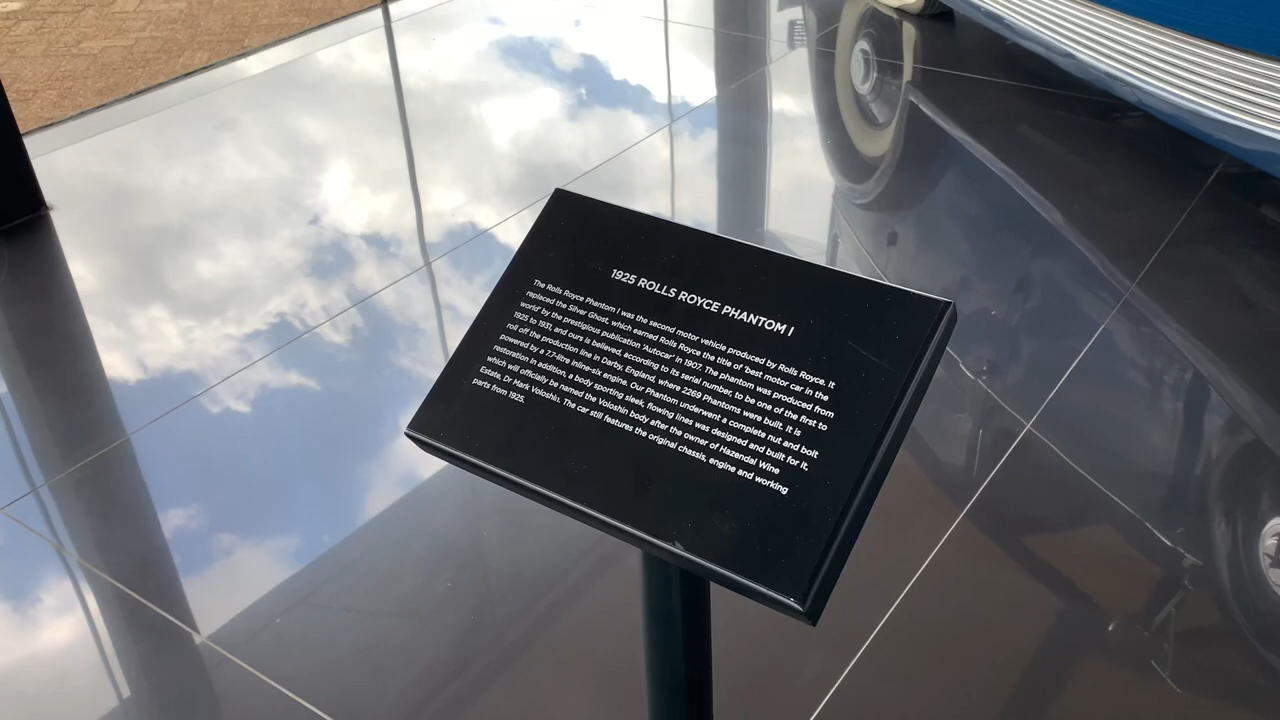 1925 ROLLS ROYCE PHANTOM I
The Rolls Royce Phantom I was the second motor vehicle produced by Rolls Royce. It
replaced the Silver Ghost, which earned Rolls Royce the title of 'best motor car in the
world' by the prestigious publication 'Autocar' in 1907. The phantom was produced from
1925 to 1931, and ours is believed, according to its serial number, to be one of the first to
roll off the production line in Darby, England, where 2269 Phantoms were built. It is
powered by a 7.7-litre inline-six engine. Our Phantom underwent a complete nut and bolt
restoration in addition, a body sporting sleek, flowing lines was designed and built for it,
which will officially be named the Voloshin body after the owner of Hazendal Wine
Estate, Dr Mark Voloshin. The car still features the original chassis, engine and working
parts from 1925.